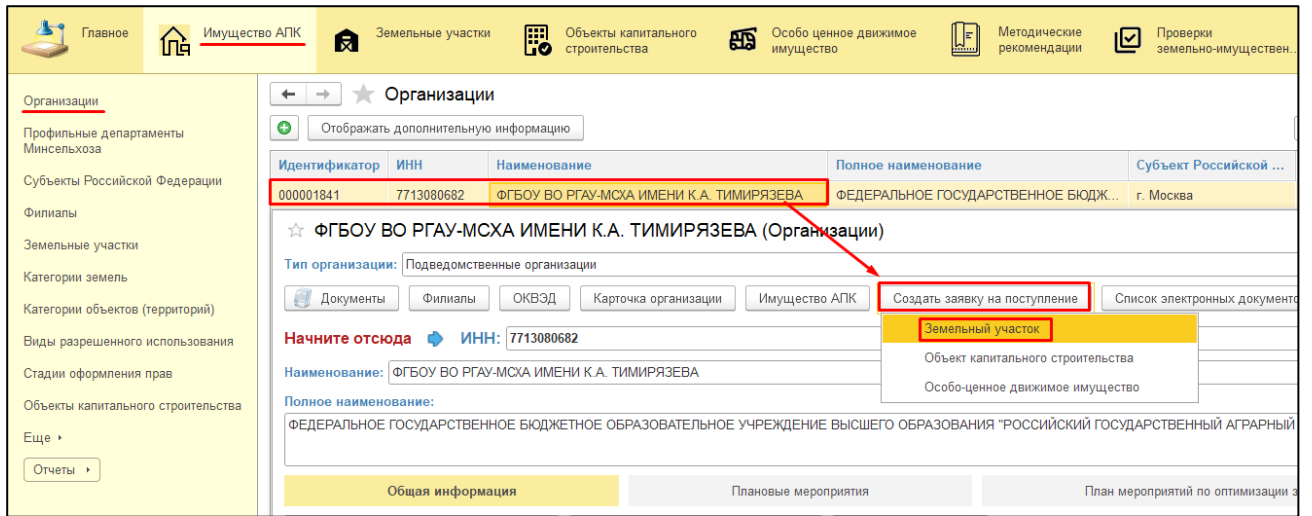 Главное
Имущество АПК
Земельные участки
Объекты капитального
строительства
Особо ценное движимое
имущество
Методические
рекомендации
Проверки
земельно-имуществен...
Организации
Профильные департаменты
Минсельхоза
Субъекты Российской Федерации
Филиалы
Земельные участки
Категории земель
Категории объектов (территорий)
Виды разрешенного использования
Стадии оформления прав
Объекты капитального строительства
Еще
Отчеты
Организации
Отображать дополнительную информацию
Идентификатор ИНН Наименование Полное наименование Субъект Российской ...
000001841 7713080682 ФГБОУ ВО РГАУ-МСХА ИМЕНИ К.А. ТИМИРЯЗЕВА ФЕДЕРАЛЬНОЕ ГОСУДАРСТВЕННОЕ БЮДЖ... г. Москва
ФГБОУ ВО РГАУ-МСХА ИМЕНИ К.А. ТИМИРЯЗЕВА (Организации)
Тип организации: Подведомственные организации
Документы Филиалы ОКВЭД Карточка организации Имущество АПК Создать заявку на поступление Список электронных документо
Земельный участок
Объект капитального строительства
Особо-ценное движимое имущество
Начните отсюда ИНН: 7713080682
Наименование: ФГБОУ ВО РГАУ-МСХА ИМЕНИ К.А. ТИМИРЯЗЕВА
Полное наименование:
ФЕДЕРАЛЬНОЕ ГОСУДАРСТВЕННОЕ БЮДЖЕТНОЕ ОБРАЗОВАТЕЛЬНОЕ УЧРЕЖДЕНИЕ ВЫСШЕГО ОБРАЗОВАНИЯ "РОССИЙСКИЙ ГОСУДАРСТВЕННЫЙ АГРАРНЫЙ
Общая информация Плановые мероприятия План мероприятий по оптимизации з